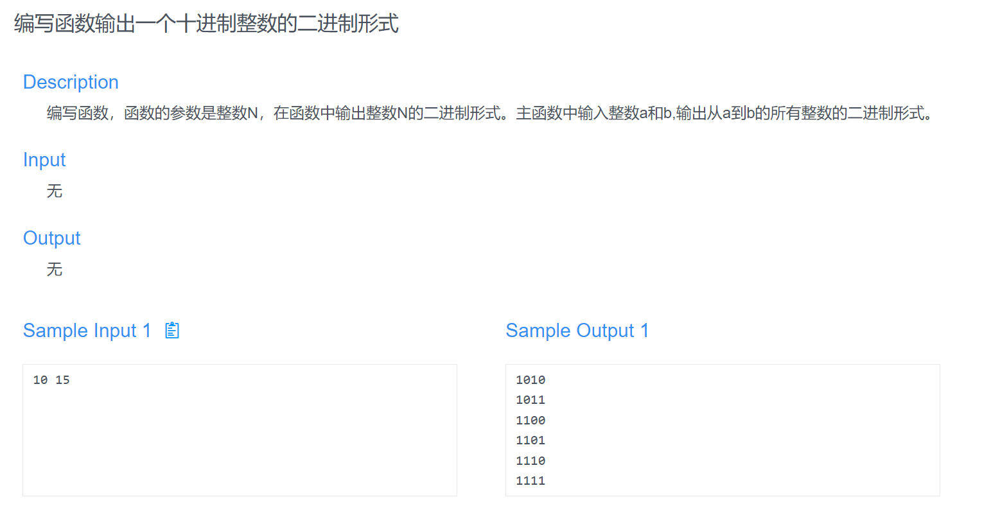 编写函数输出一个十进制整数的二进制形式
Description
编写函数，函数的参数是整数N，在函数中输出整数N的二进制形式。主函数中输入整数a和b,输出从a到b的所有整数的二进制形式。
Input
无
Output
无
Sample Input 1
10 15
Sample Output 1
1010
1011
1100
1101
1110
1111